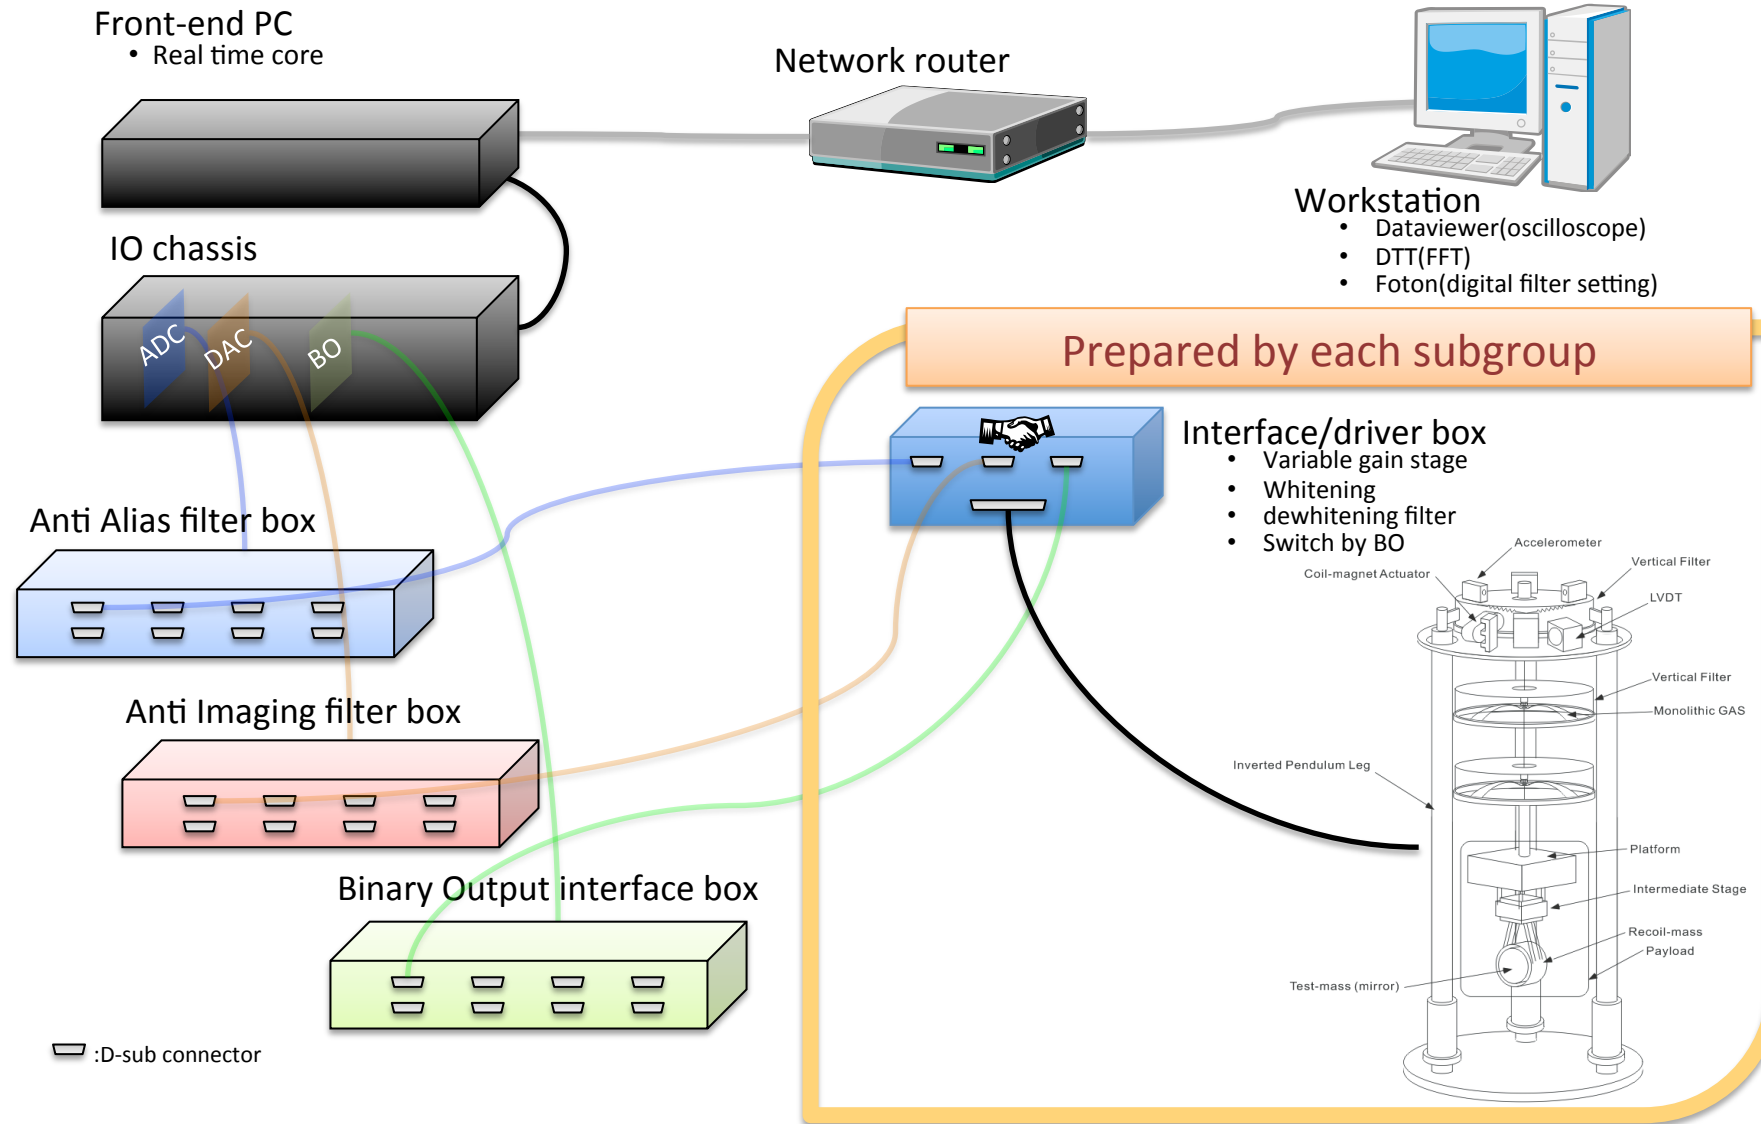 Front-end PC
• Real time core
Network router
Workstation
• Dataviewer(oscilloscope)
• DTT(FFT)
• Foton(digital filter setting)
IO chassis
ADC
DAC
BO
Prepared by each subgroup
Interface/driver box
• Variable gain stage
• Whitening
• dewhitening filter
• Switch by BO
Anti Alias filter box
Anti Imaging filter box
Binary Output interface box
:D-sub connector
Accelerometer
Coil-magnet Actuator
Vertical Filter
LVDT
Vertical Filter
Monolithic GAS
Inverted Pendulum Leg
Platform
Intermediate Stage
Recoil-mass
Payload
Test-mass (mirror)